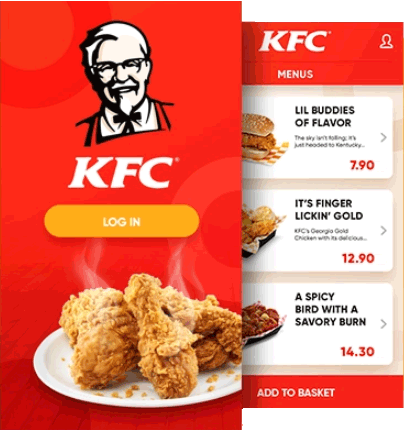 KFC
LOG IN
KFC
MENUS
LIL BUDDIES
OF FLAVOR
The sky isn't falling; it's
just headed to Kentucky...
7.90
IT'S FINGER
LICKIN' GOLD
KFC's Georgia Gold
Chicken with its delicious...
12.90
A SPICY
BIRD WITH A
SAVORY BURN
14.30
ADD TO BASKET